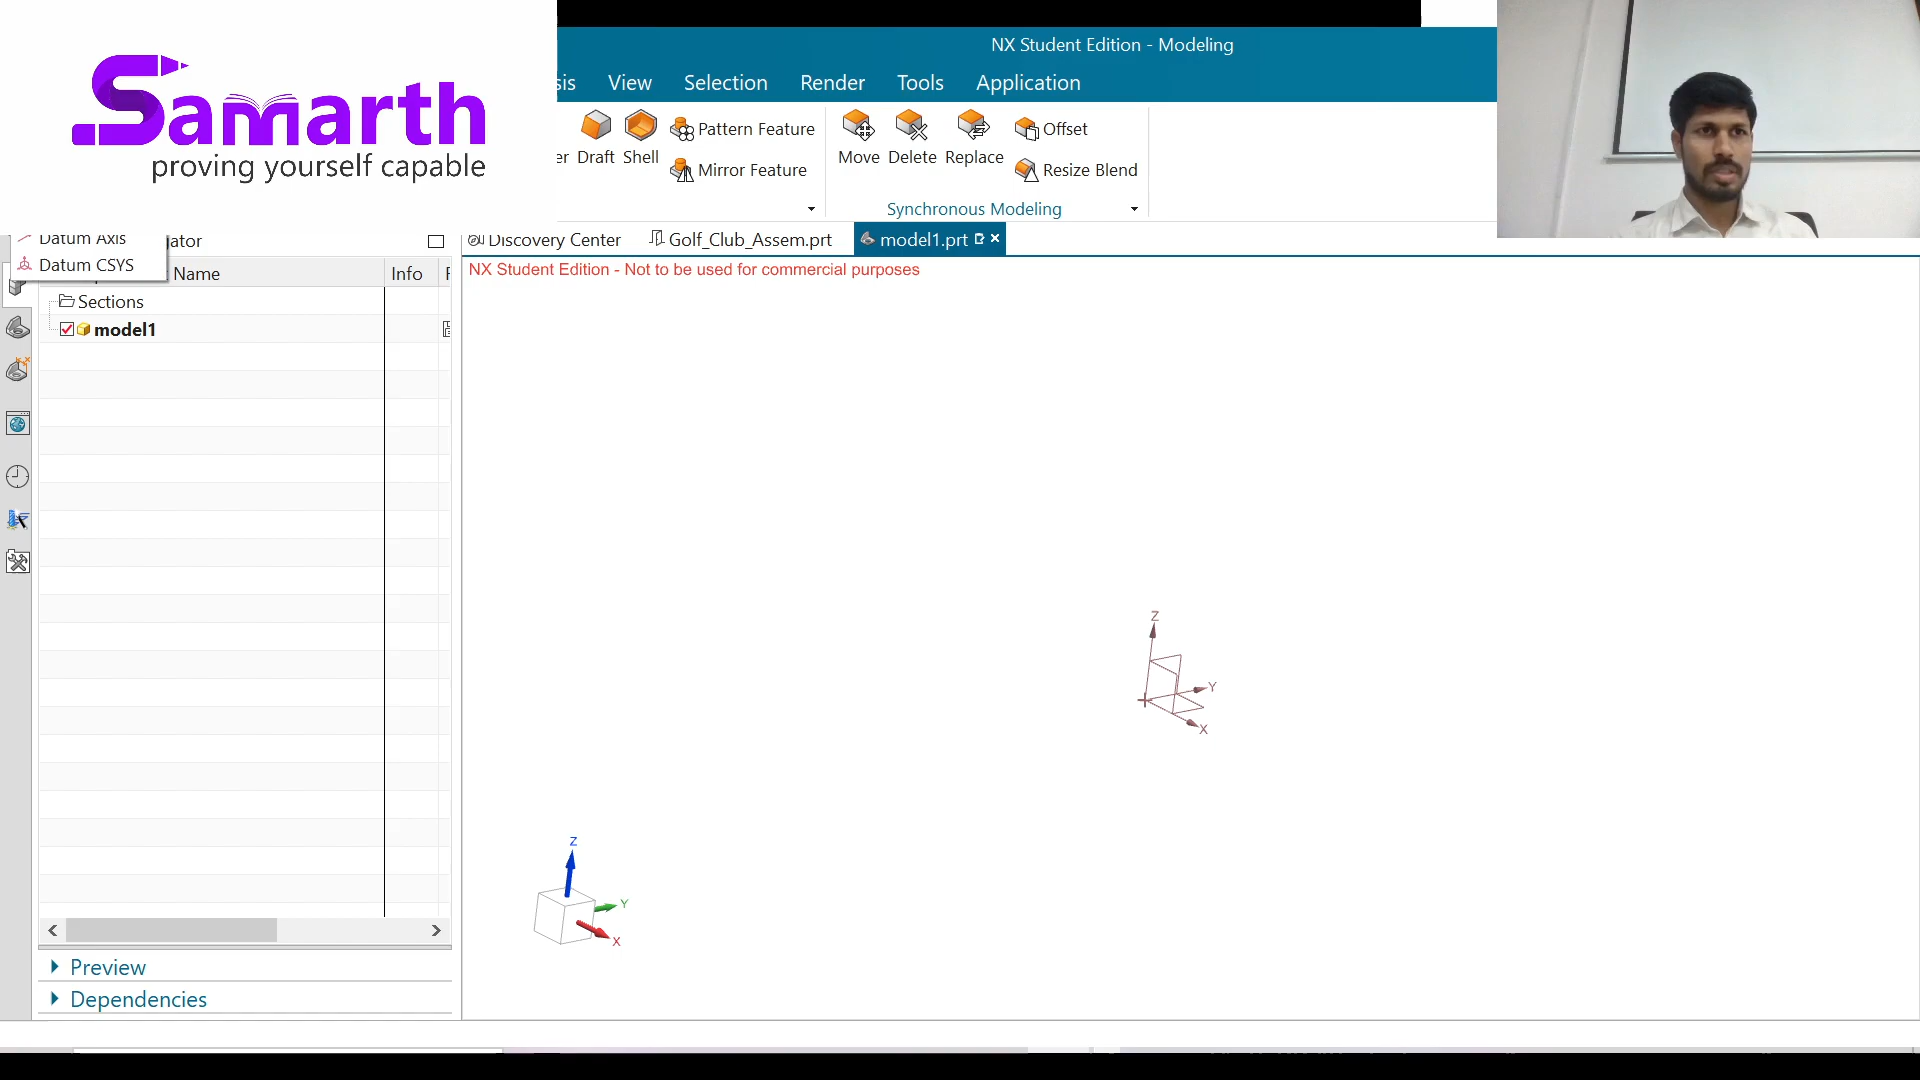 Samarth
proving yourself capable
NX Student Edition - Modeling
View Selection Render Tools Application
Draft Shell Pattern Feature
Mirror Feature
Move Delete Replace Offset
Resize Blend
Synchronous Modeling
Datum Axis
Datum CSYS
Name Info
Sections
model1
Discovery Center Golf_Club_Assem.prt model1.prt
NX Student Edition - Not to be used for commercial purposes
Z
Y
X
Z
Y
X
Preview
Dependencies